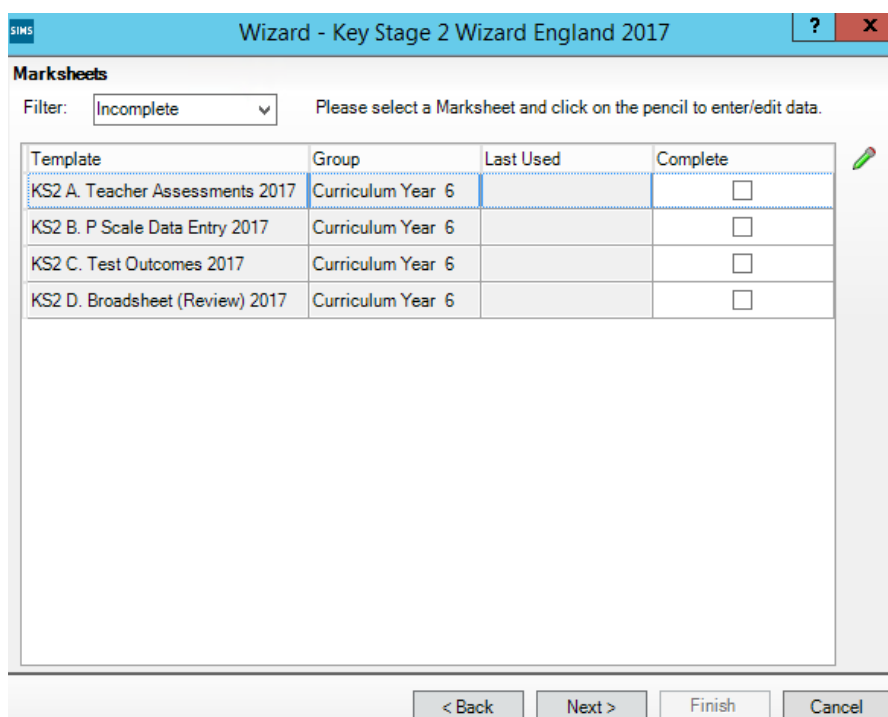 SIMS Wizard - Key Stage 2 Wizard England 2017 ? x
Marksheets
Filter: Incomplete Please select a Marksheet and click on the pencil to enter/edit data.
Template Group Last Used Complete
KS2 A. Teacher Assessments 2017 Curriculum Year 6
KS2 B. P Scale Data Entry 2017 Curriculum Year 6
KS2 C. Test Outcomes 2017 Curriculum Year 6
KS2 D. Broadsheet (Review) 2017 Curriculum Year 6
< Back Next > Finish Cancel